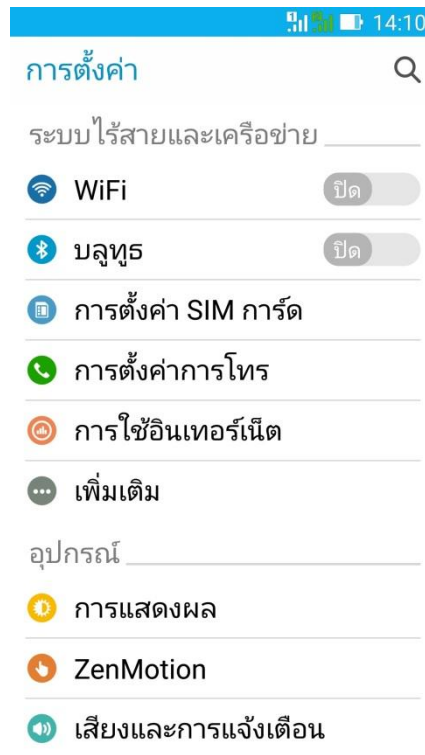 14:10
การตั้งค่า
ระบบไร้สายและเครือข่าย
WiFi ปิด
บลูทูธ ปิด
การตั้งค่า SIM การ์ด
การตั้งค่าการโทร
การใช้อินเทอร์เน็ต
เพิ่มเติม
อุปกรณ์
การแสดงผล
ZenMotion
เสียงและการแจ้งเตือน